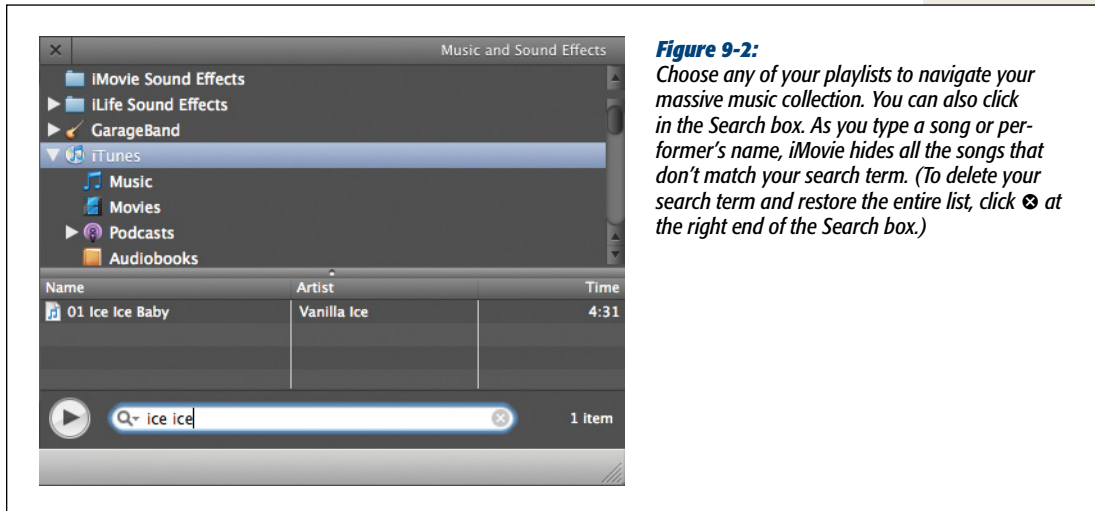 Music and Sound Effects
iMovie Sound Effects
iLife Sound Effects
GarageBand
iTunes
Music
Movies
Podcasts
Audiobooks
Name Artist Time
01 Ice Ice Baby Vanilla Ice 4:31
ice ice 1 item
Figure 9-2:
Choose any of your playlists to navigate your
massive music collection. You can also click
in the Search box. As you type a song or per-
former's name, iMovie hides all the songs that
don't match your search term. (To delete your
search term and restore the entire list, click ⊗ at
the right end of the Search box.)